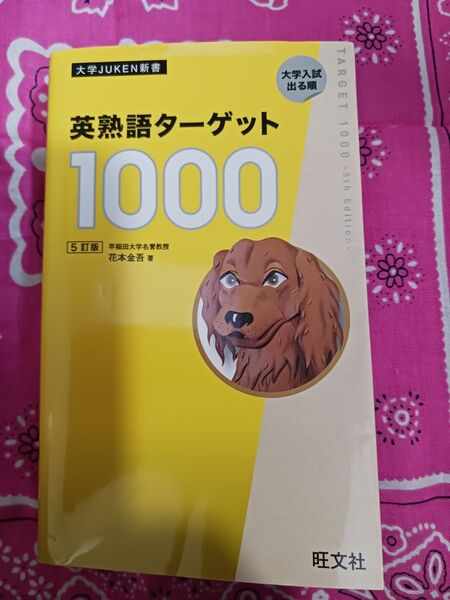 大学JUKEN新書
大学入試
出る順
TARGET 1000 -5th Edition-
英熟語ターゲット
1000
5訂版
早稲田大学名誉教授
花本金吾 著
旺文社